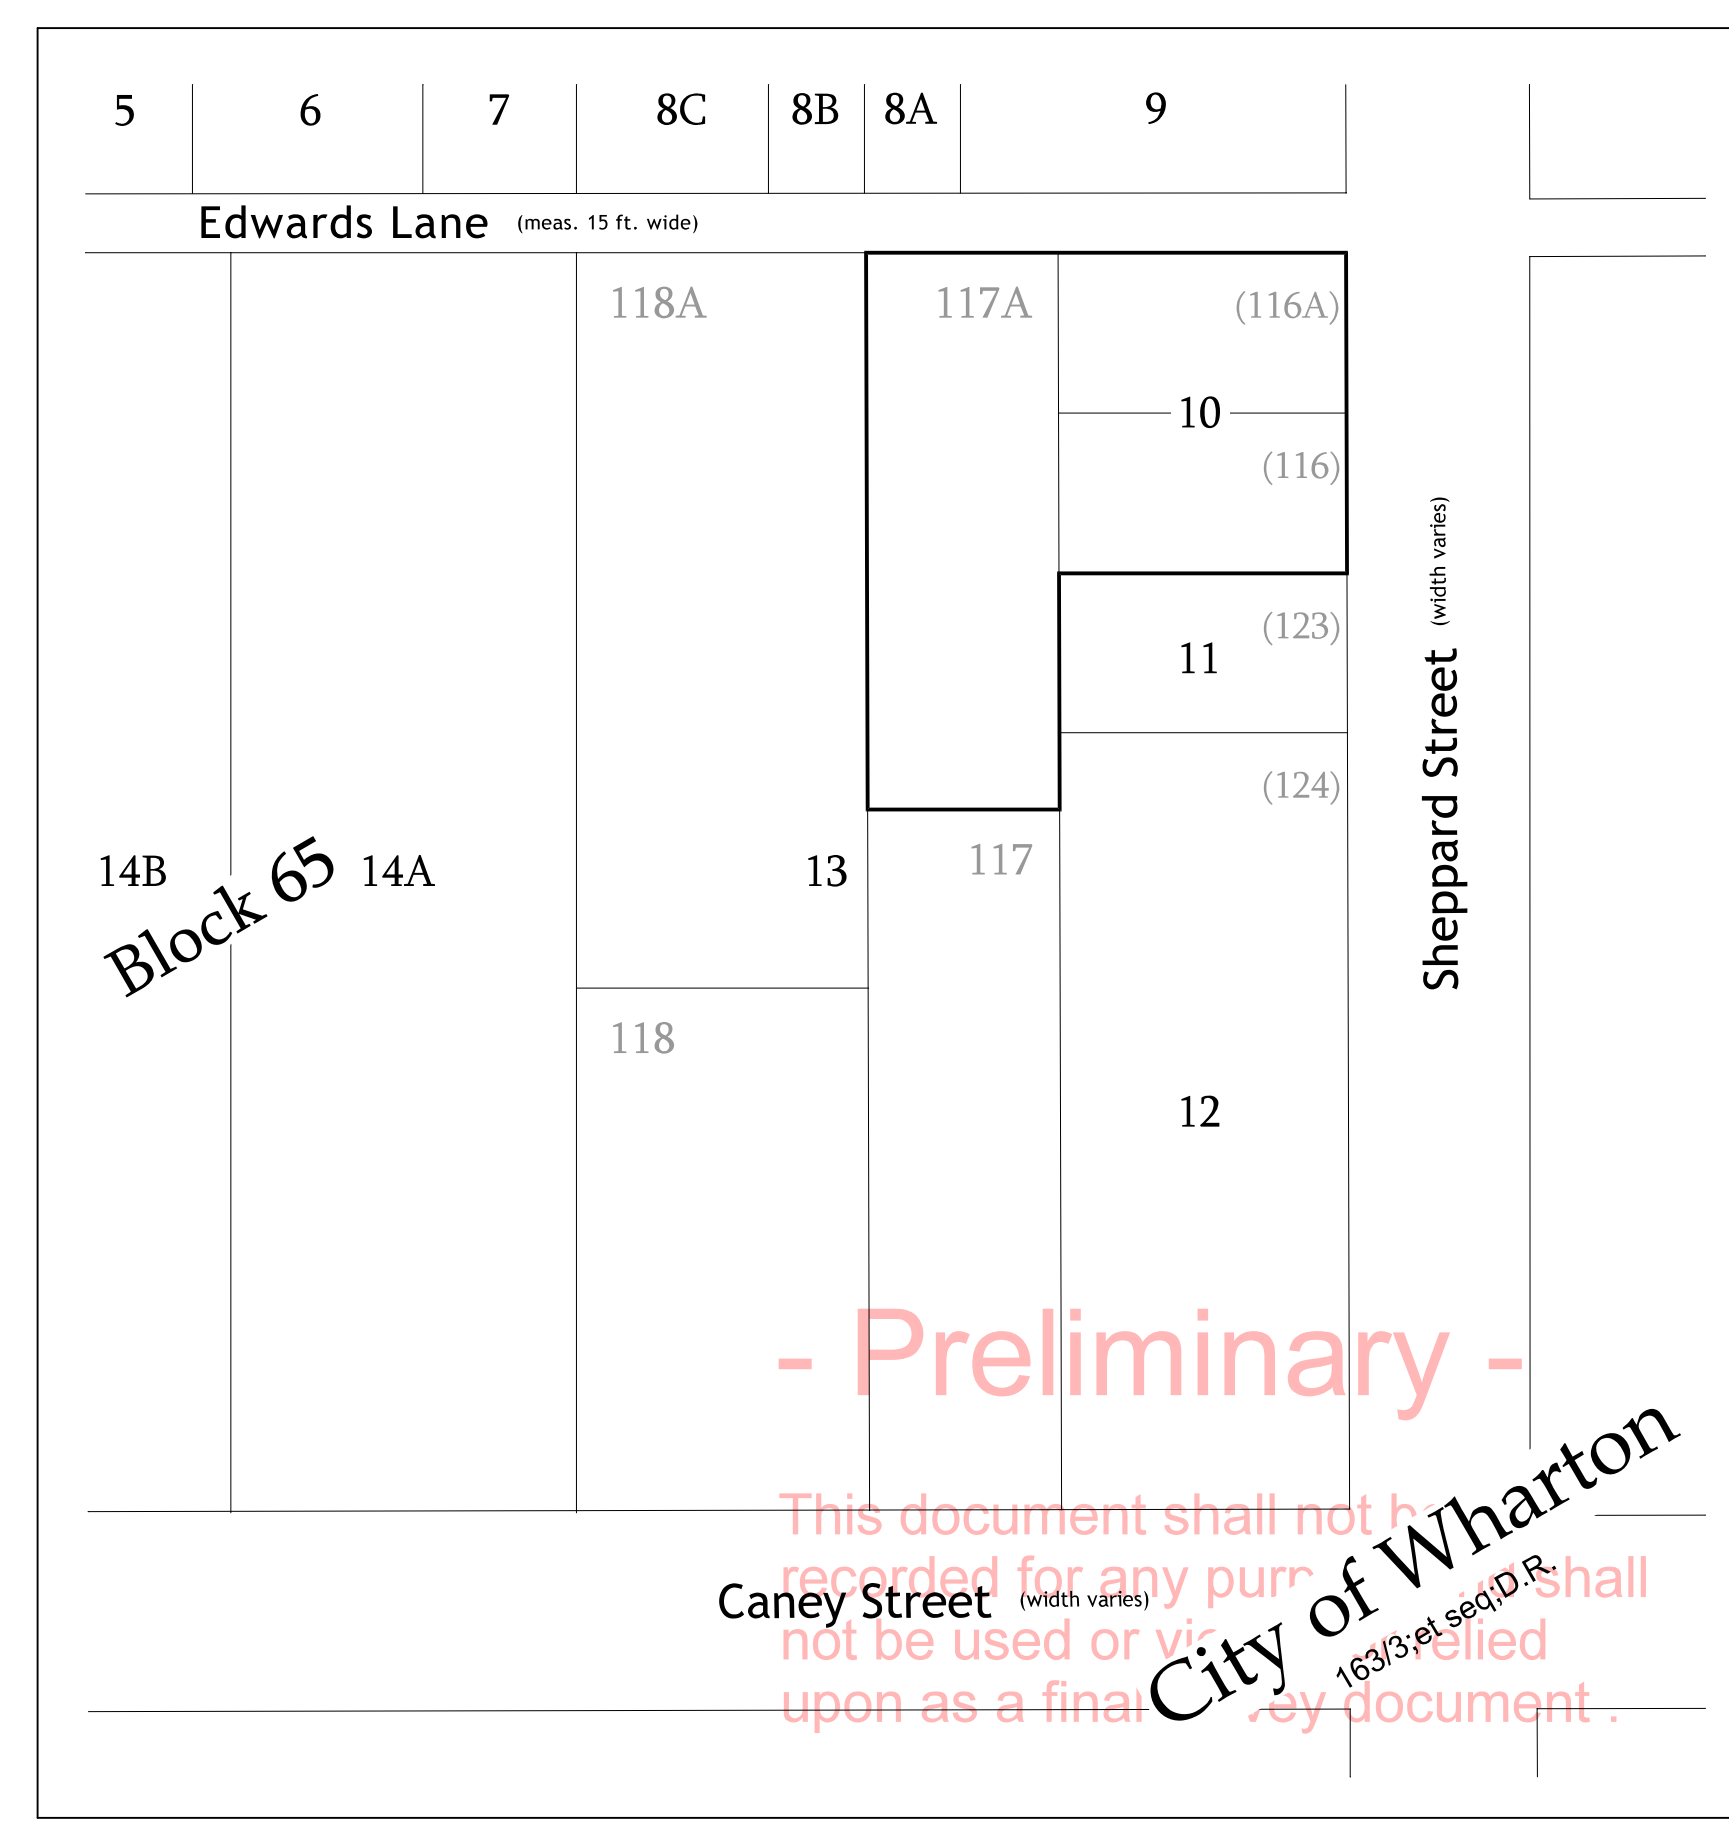 5 6 7 8C 8B 8A 9
Edwards Lane (meas. 15 ft. wide)
118A 117A (116A)
10
(116)
(123)
11
(124)
Sheppard Street (width varies)
117
14B 14A 13
Block 65
118
12
- Preliminary -
This document shall not
recorded for any shall
not be used or relied
upon as a final document .
Caney Street (width varies)
City of Wharton
163/3;et seq;D.R.